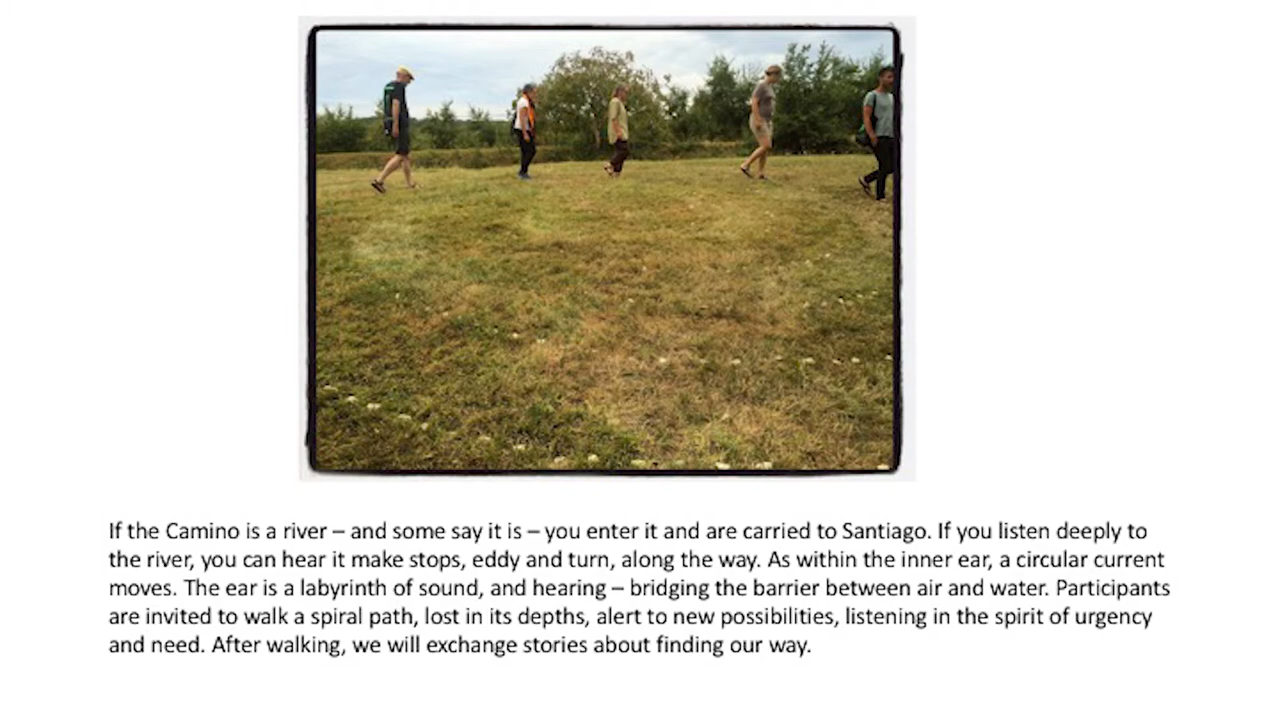 If the Camino is a river – and some say it is – you enter it and are carried to Santiago. If you listen deeply to
the river, you can hear it make stops, eddy and turn, along the way. As within the inner ear, a circular current
moves. The ear is a labyrinth of sound, and hearing – bridging the barrier between air and water. Participants
are invited to walk a spiral path, lost in its depths, alert to new possibilities, listening in the spirit of urgency
and need. After walking, we will exchange stories about finding our way.